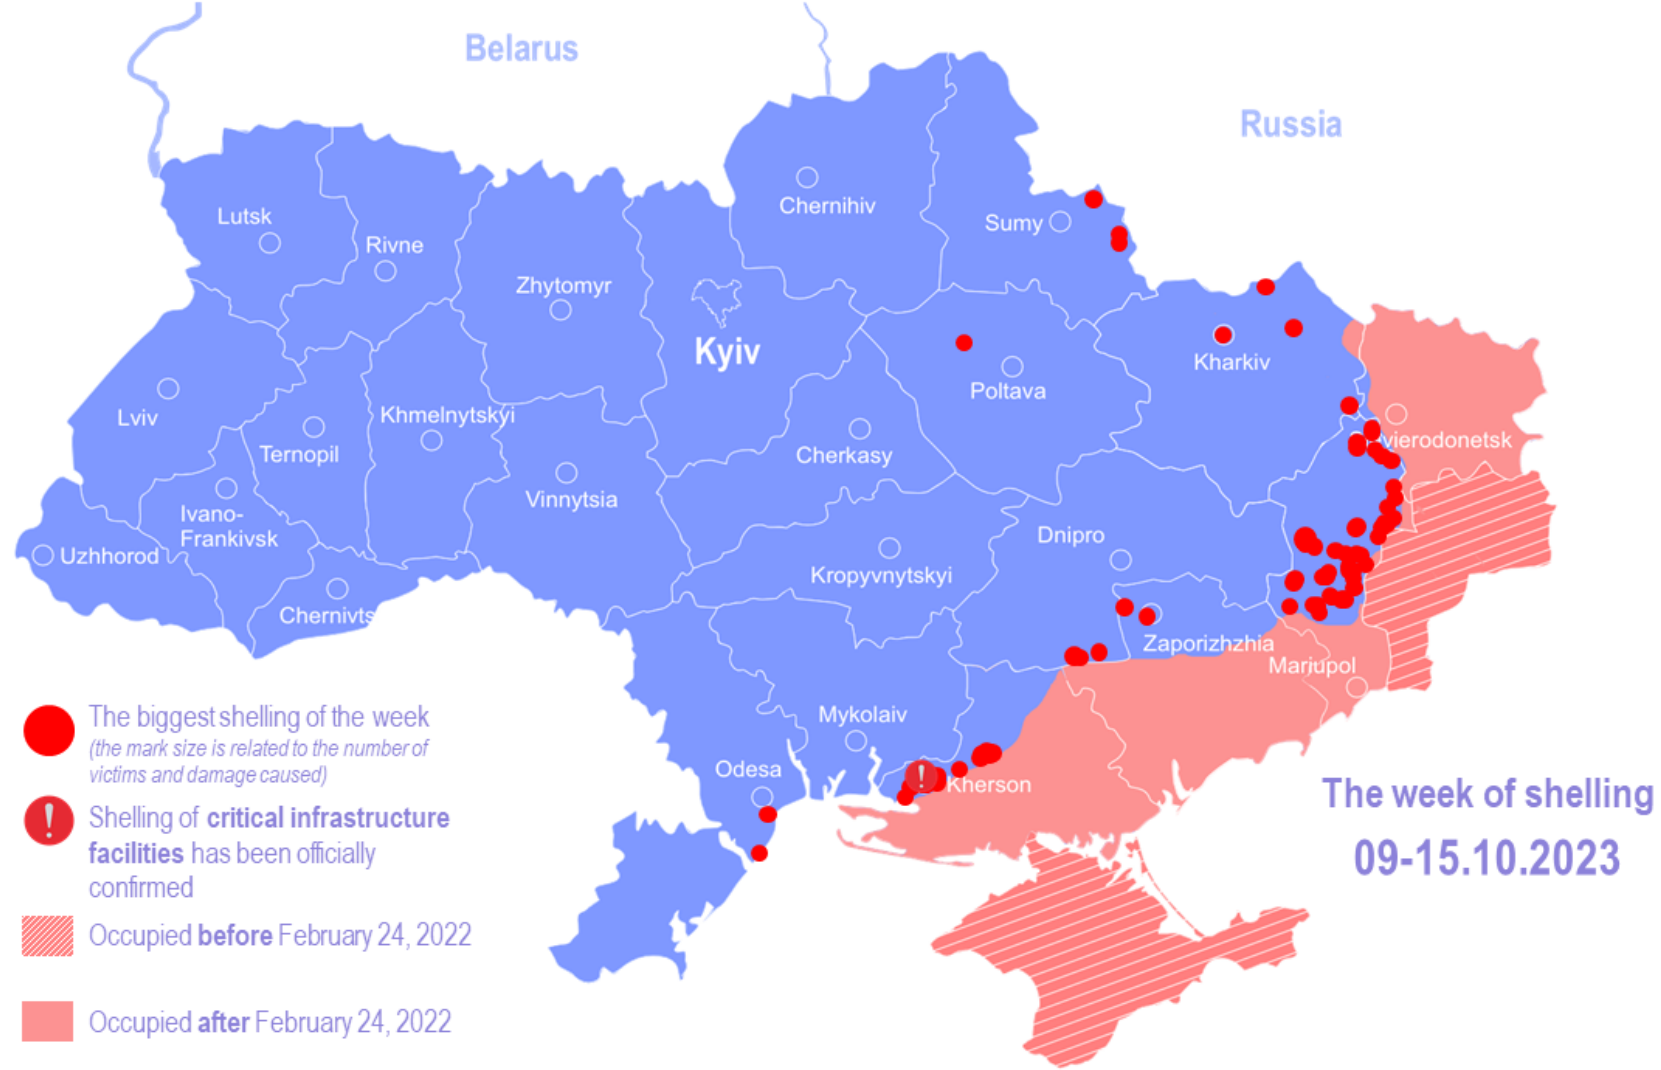 Belarus
Russia
Chernihiv
Sumy
Lutsk
Rivne
Zhytomyr
Kyiv
Kharkiv
Poltava
Lviv
Khmelnytskyi
Ternopil
Cherkasy
vierodonetsk
Vinnytsia
Ivano-
Frankivsk
Uzhhorod
Dnipro
Kropyvnytskyi
Chernivts
Zaporizhzhia
Mariupol
Mykolaiv
Odesa
Kherson
The biggest shelling of the week
(the mark size is related to the number of
victims and damage caused)
!
Shelling of critical infrastructure
facilities has been officially
confirmed
Occupied before February 24, 2022
Occupied after February 24, 2022
!
The week of shelling
09-15.10.2023